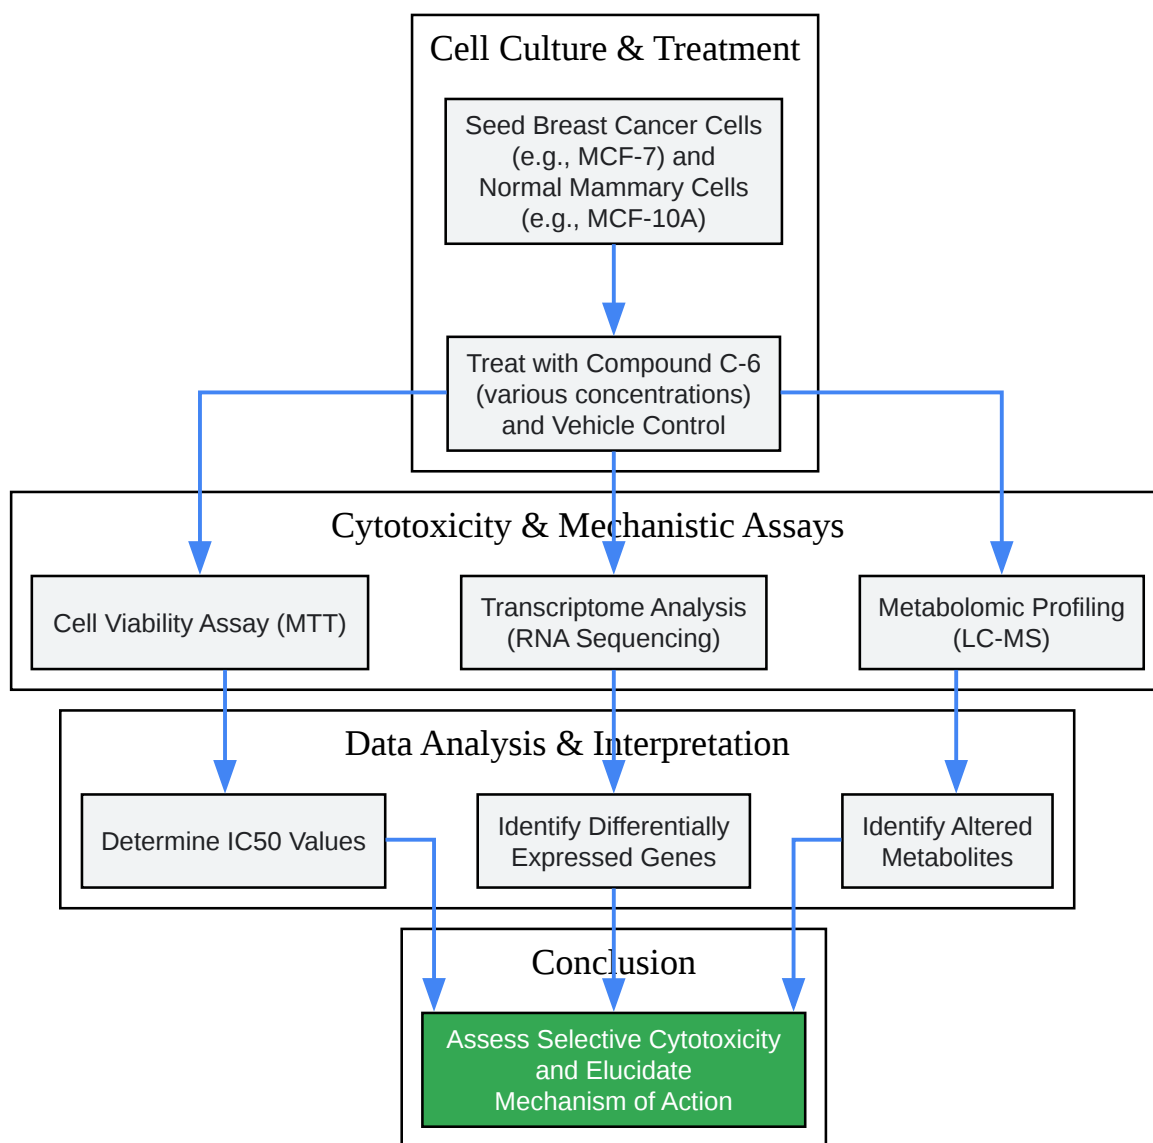 Cell Culture & Treatment
Seed Breast Cancer Cells
(e.g., MCF-7) and
Normal Mammary Cells
(e.g., MCF-10A)
Treat with Compound C-6
(various concentrations)
and Vehicle Control
Cytotoxicity & Mechanistic Assays
Cell Viability Assay (MTT)
Transcriptome Analysis
(RNA Sequencing)
Metabolomic Profiling
(LC-MS)
Data Analysis & Interpretation
Determine IC50 Values
Identify Differentially
Expressed Genes
Identify Altered
Metabolites
Conclusion
Assess Selective Cytotoxicity
and Elucidate
Mechanism of Action